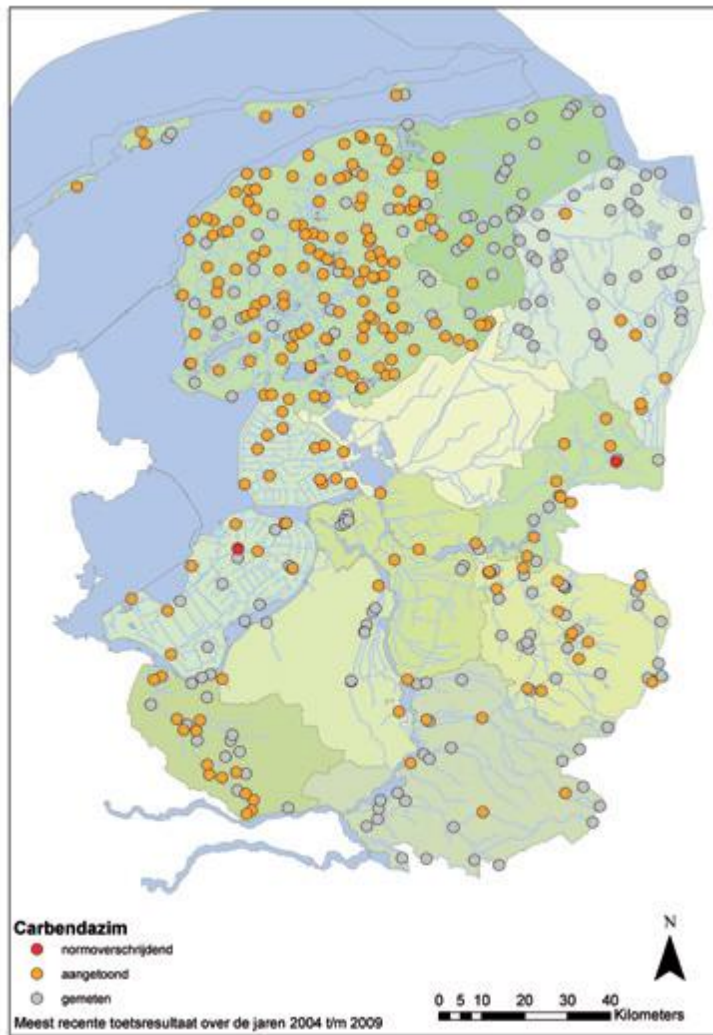 Carbendazim
normoverschrijdend
aangetoond
gemeten
Meest recente toetsresultaat over de jaren 2004 t/m 2009
N
0 5 10 20 30 40
Kilometers